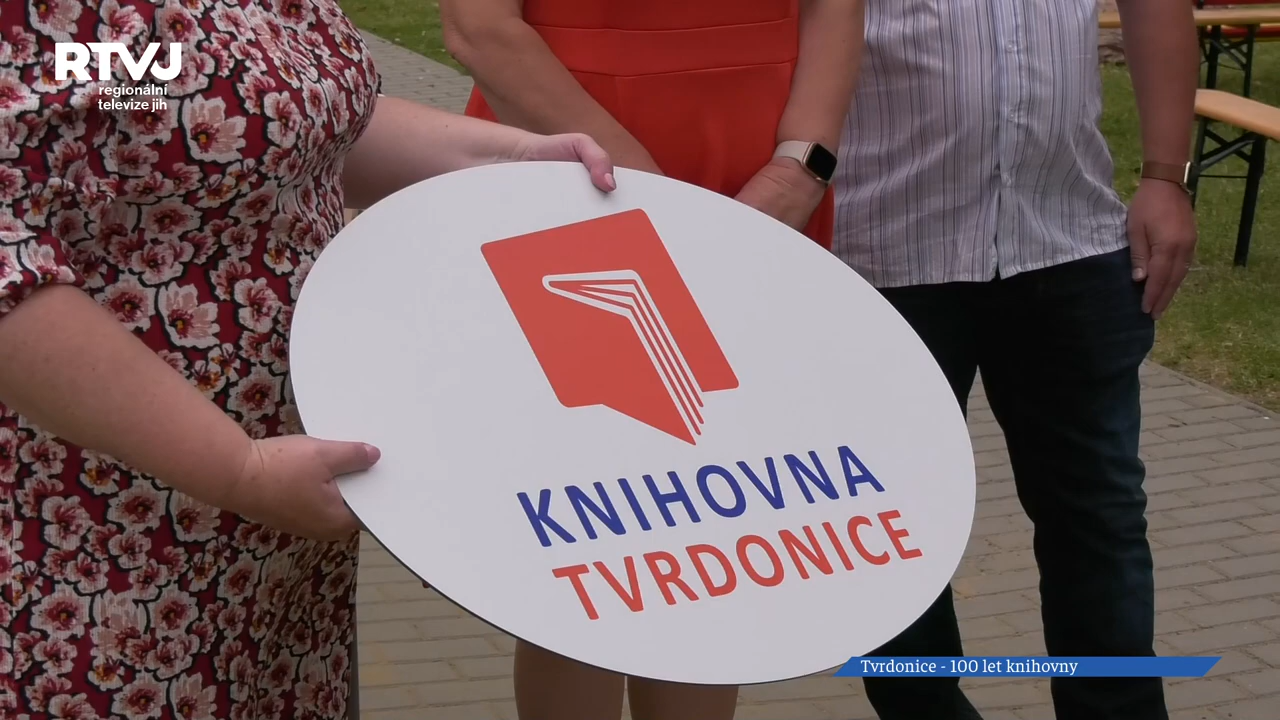 RTVJ
regionální
televize jih
KNIHOVNA
TVRDONICE
Tvrdonice - 100 let knihovny